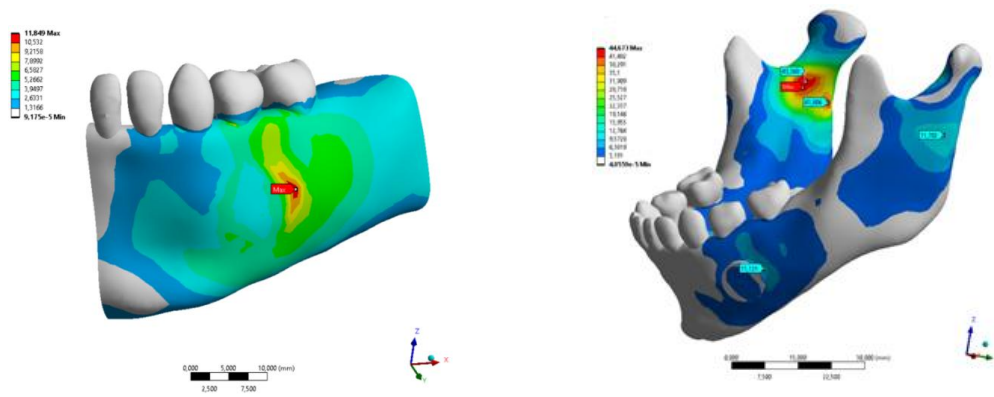 11,849 Max
10,532
9,2158
7,8992
6,5827
5,2662
3,9497
2,6331
1,3166
9,175e-5 Min
Max
0,000 5,000 10,000 (mm)
2,500 7,500
Z
X
Y
44,673 Max
41,482
38,291
35,1
31,909
28,718
25,527
22,337
19,146
15,955
12,764
9,5728
6,3819
3,191
Min
Max
0,000 15,000 30,000 (mm)
7,500 22,500
Z